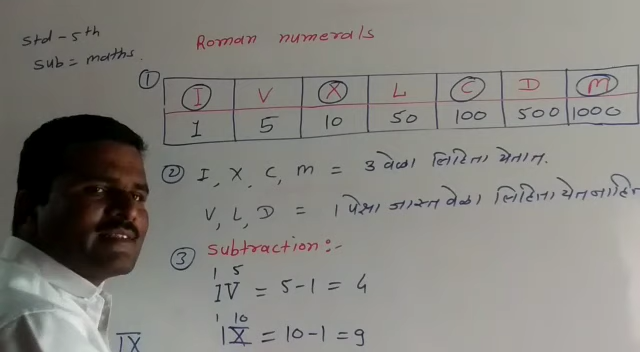 std - 5th
Sub = maths.
Roman numerals
① I V X L C D M
1 5 10 50 100 500 1000
② I, X, C, M = 3 वेळा लिहिता येतात.
V, L, D = 1 पेक्षा जास्त वेळा लिहिता येत नाहित
③ Subtraction :-
1 5
IV = 5-1 = 4
1 10
IX = 10-1 = 9
IX